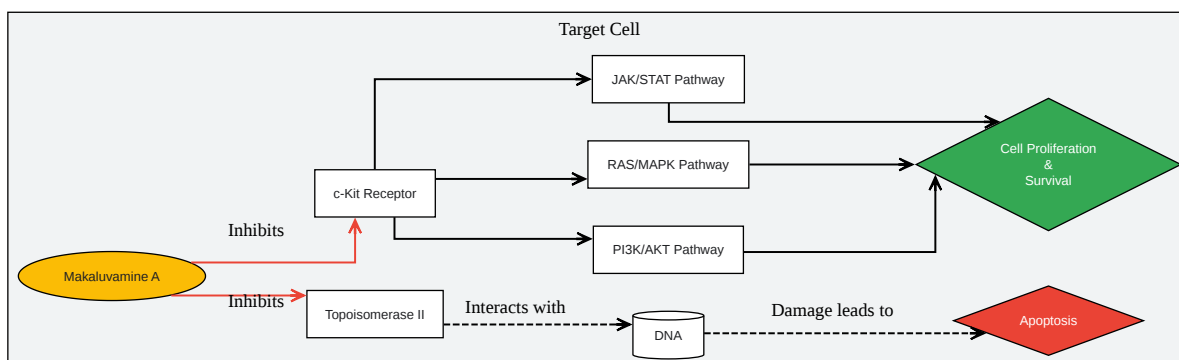 Target Cell
JAK/STAT Pathway
RAS/MAPK Pathway
Cell Proliferation
&
Survival
c-Kit Receptor
Inhibits
PI3K/AKT Pathway
Makaluvamine A
Inhibits
Topoisomerase II
Interacts with
DNA
Damage leads to
Apoptosis